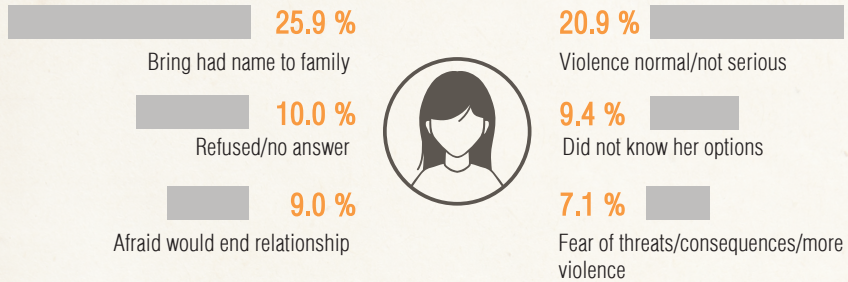 25.9 %
Bring had name to family
10.0 %
Refused/no answer
9.0 %
Afraid would end relationship
20.9 %
Violence normal/not serious
9.4 %
Did not know her options
7.1 %
Fear of threats/consequences/more
violence